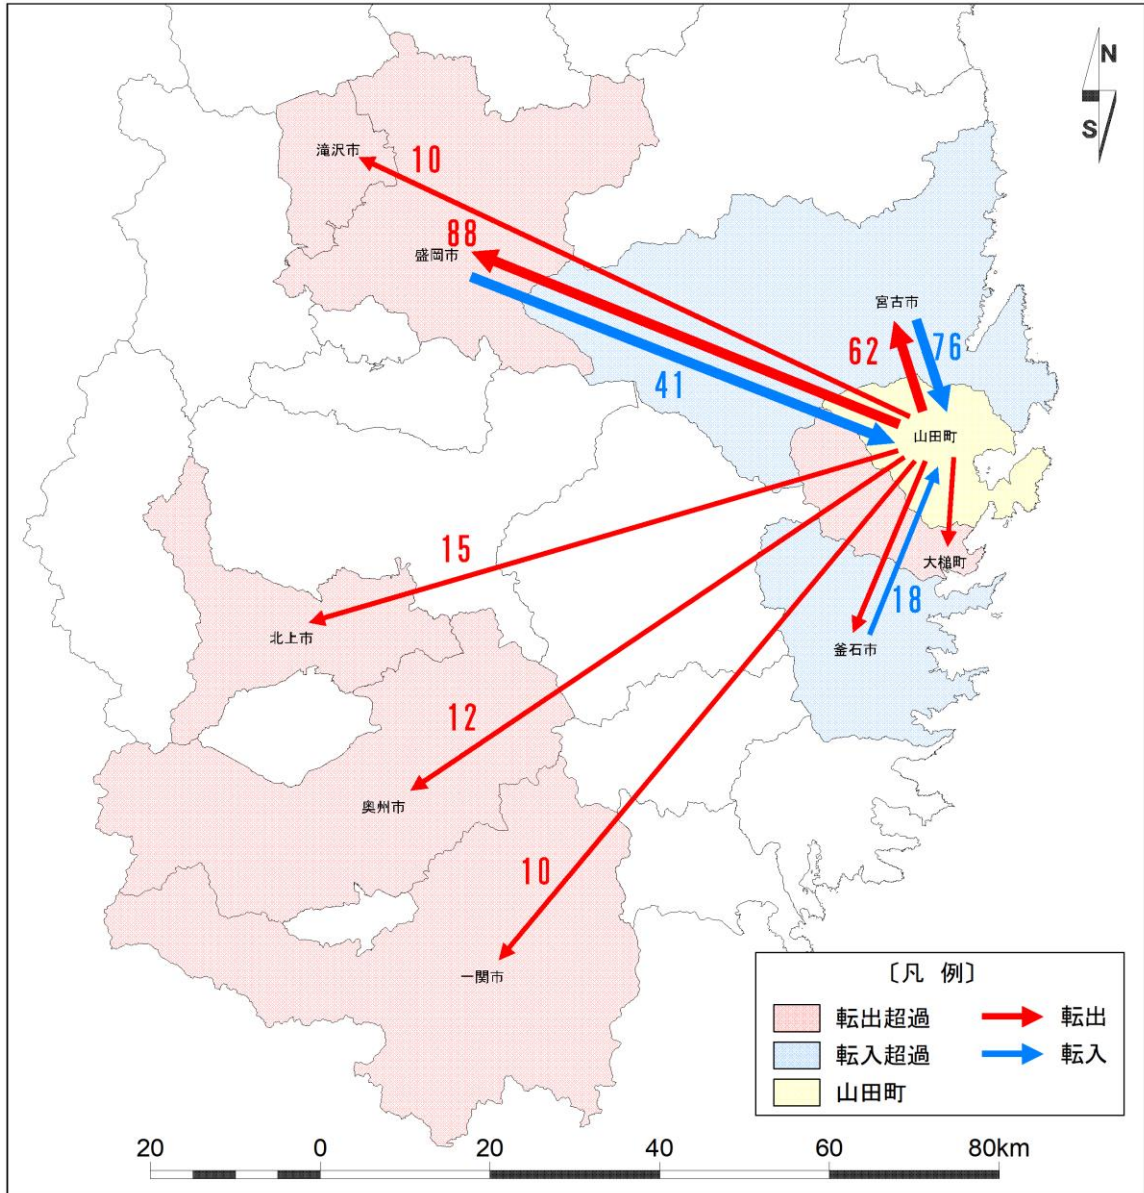 N
S
滝沢市
10
88
盛岡市
宮古市
62
76
41
山田町
15
大槌町
18
北上市
釜石市
12
奥州市
10
一関市
〔凡 例〕
転出超過
転出
転入超過
転入
山田町
20 0 20 40 60 80km